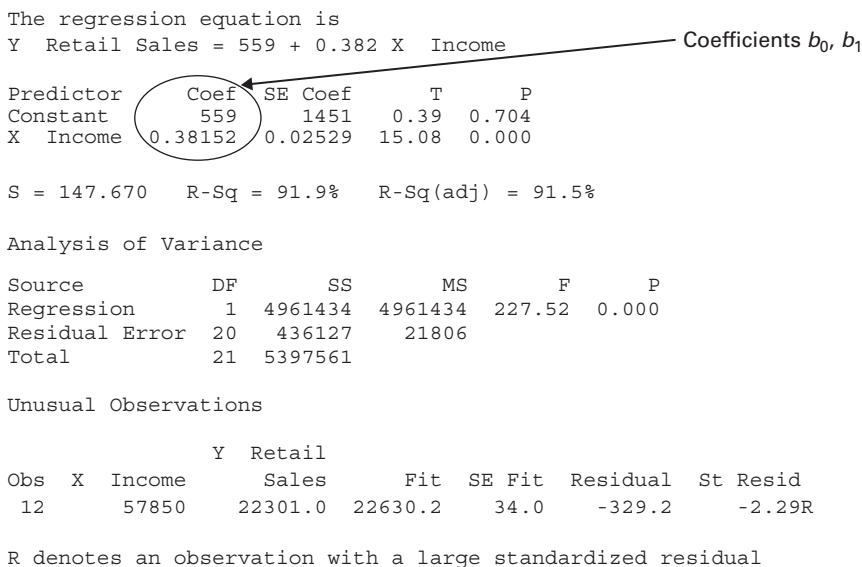 The regression equation is
Y Retail Sales = 559 + 0.382 X Income
Coefficients b0, b1
Predictor Coef SE Coef T P
Constant 559 1451 0.39 0.704
X Income 0.38152 0.02529 15.08 0.000
S = 147.670 R-Sq = 91.9% R-Sq(adj) = 91.5%
Analysis of Variance
Source DF SS MS F P
Regression 1 4961434 4961434 227.52 0.000
Residual Error 20 436127 21806
Total 21 5397561
Unusual Observations
Y Retail
Obs X Income Sales Fit SE Fit Residual St Resid
12 57850 22301.0 22630.2 34.0 -329.2 -2.29R
R denotes an observation with a large standardized residual